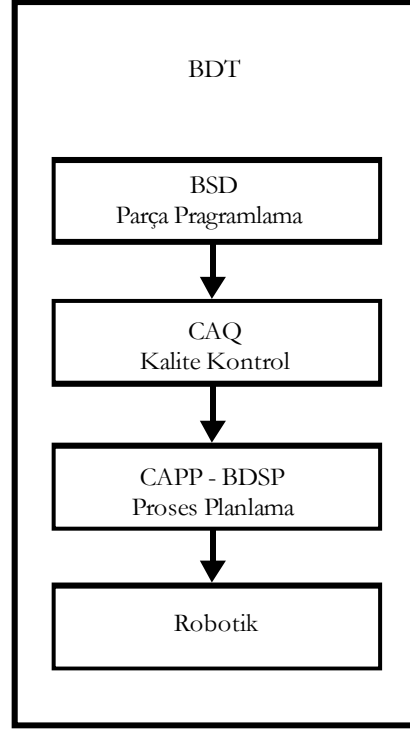 BDT
BSD
Parça Pragramlama
CAQ
Kalite Kontrol
CAPP - BDSP
Proses Planlama
Robotik